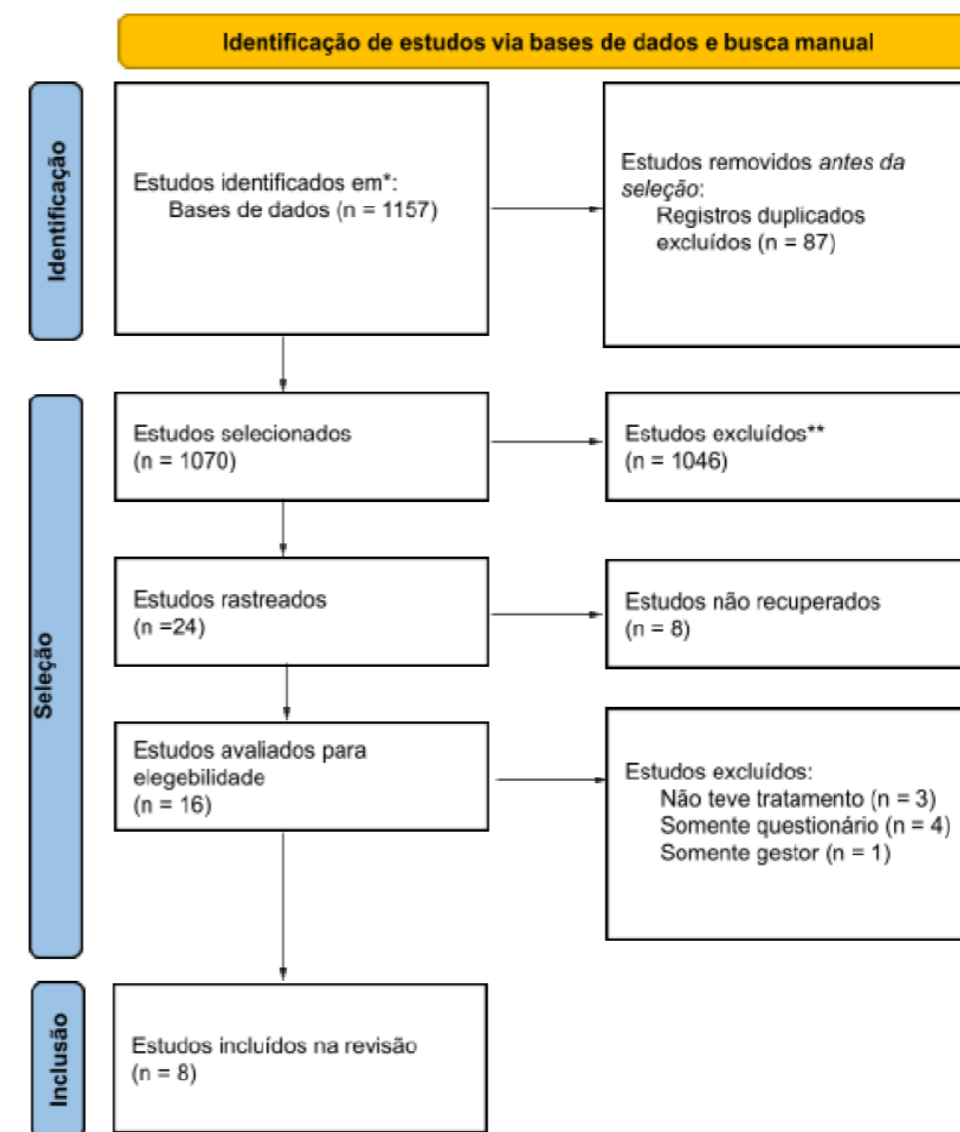 Identificação de estudos via bases de dados e busca manual
Identificação
Estudos identificados em*:
Bases de dados (n = 1157)
Estudos removidos antes da
seleção:
Registros duplicados
excluídos (n = 87)
Seleção
Estudos selecionados
(n = 1070)
Estudos excluídos**
(n = 1046)
Estudos rastreados
(n =24)
Estudos não recuperados
(n = 8)
Estudos avaliados para
elegebilidade
(n = 16)
Estudos excluídos:
Não teve tratamento (n = 3)
Somente questionário (n = 4)
Somente gestor (n = 1)
Inclusão
Estudos incluídos na revisão
(n = 8)